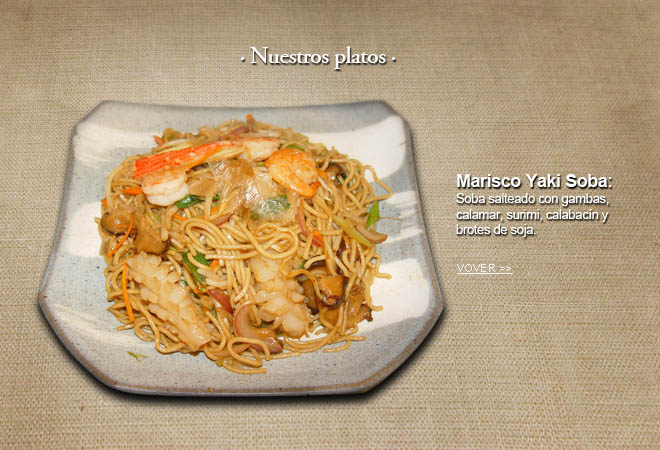 · Nuestros platos ·
Marisco Yaki Soba:
Soba salteado con gambas,
calamar, surimi, calabacín y
brotes de soja.
VOVER >>